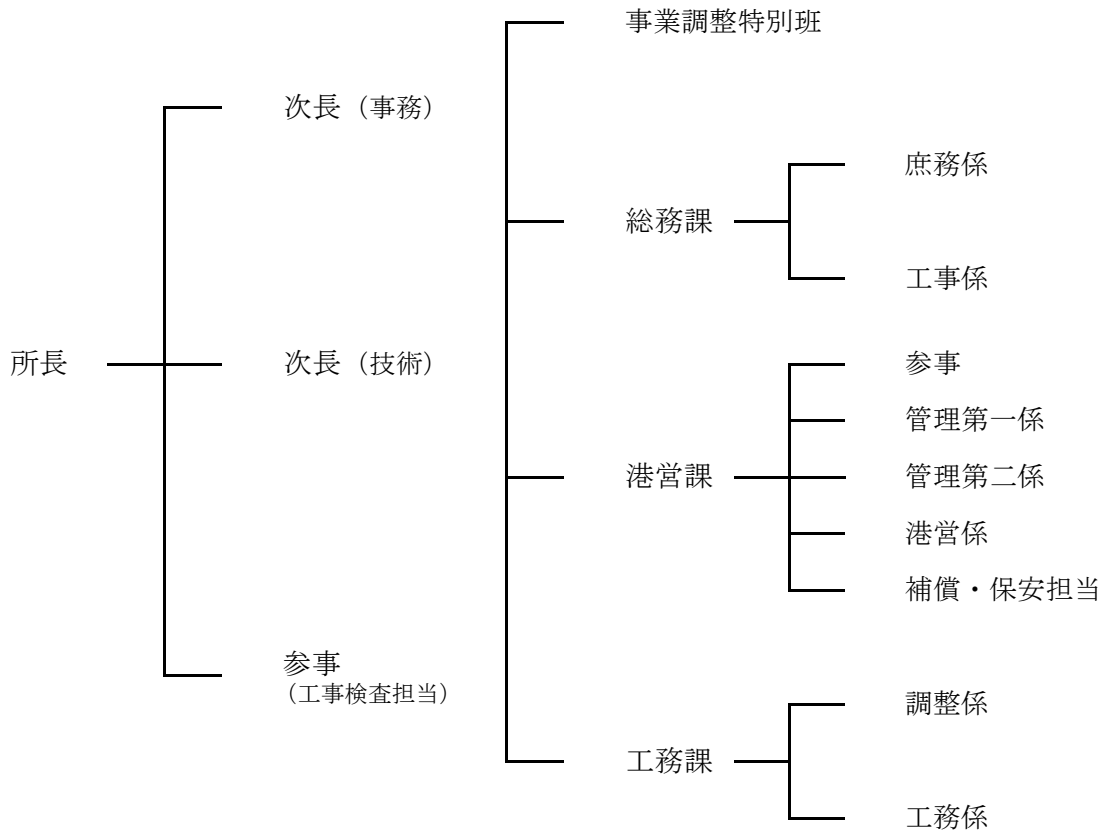 所長
次長（事務）
次長（技術）
参事
（工事検査担当）
事業調整特別班
総務課
庶務係
工事係
港営課
参事
管理第一係
管理第二係
港営係
補償・保安担当
工務課
調整係
工務係